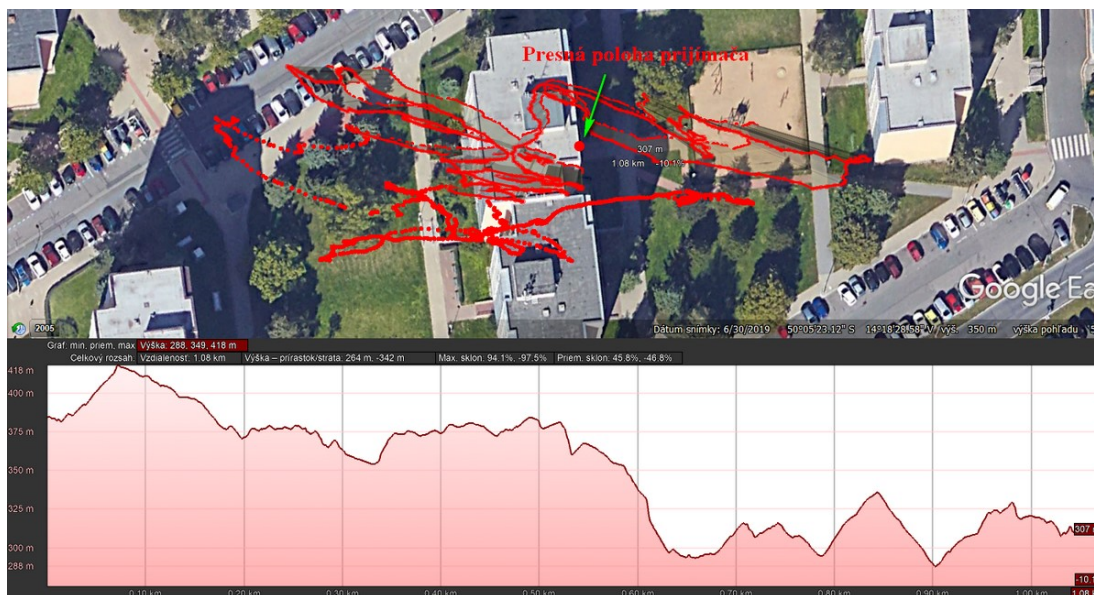 Presná poloha prijímača
307 m
1.08 km -10.1%
Google Ea
2005
Dátum snímky: 6/30/2019 50°05'23.12" S 14°18'28.58" V výš. 350 m výška pohľadu
Graf: min, priem, max Výška: 288, 349, 418 m
Celkový rozsah: Vzdialenosť: 1.08 km Výška – prírastok/strata: 264 m, -342 m Max. sklon: 94.1%, -97.5% Priem. sklon: 45.8%, -46.8%
418 m
400 m
375 m
350 m
325 m
300 m
288 m
307 m
-10.1
0.10 km 0.20 km 0.30 km 0.40 km 0.50 km 0.60 km 0.70 km 0.80 km 0.90 km 1.00 km 1.08 k